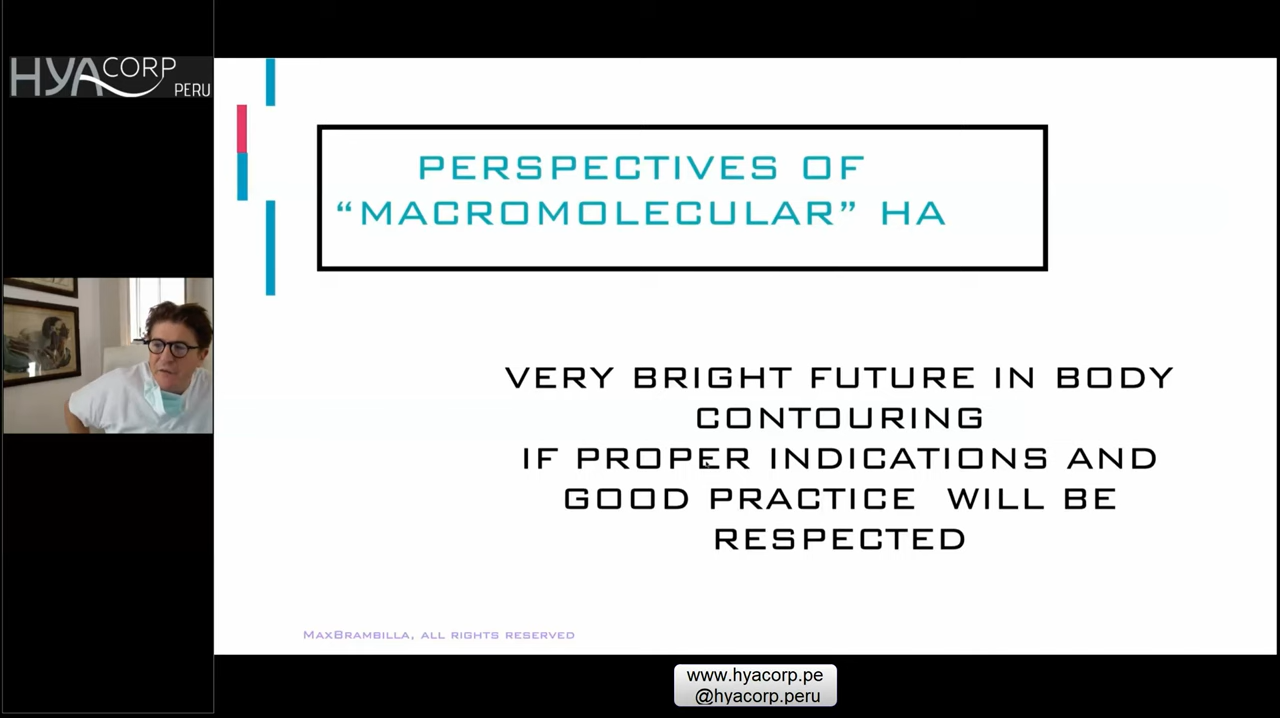 HYACORP
PERU
PERSPECTIVES OF
“MACROMOLECULAR” HA
VERY BRIGHT FUTURE IN BODY
CONTOURING
IF PROPER INDICATIONS AND
GOOD PRACTICE WILL BE
RESPECTED
MAXBRAMBILLA, ALL RIGHTS RESERVED
www.hyacorp.pe
@hyacorp.peru